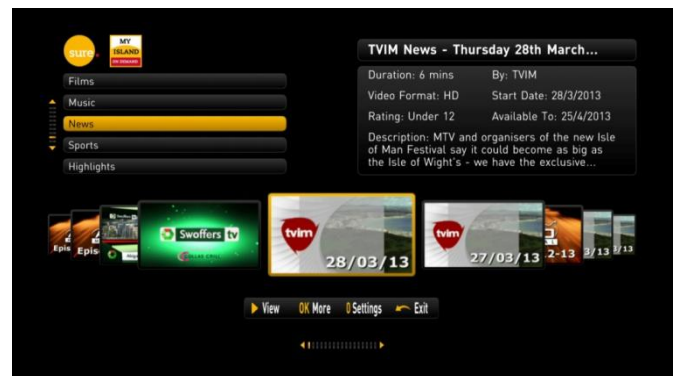 sure.
MY
ISLAND
ON DEMAND
Films
Music
News
Sports
Highlights
TVIM News - Thursday 28th March...
Duration: 6 mins By: TVIM
Video Format: HD Start Date: 28/3/2013
Rating: Under 12 Available To: 25/4/2013
Description: MTV and organisers of the new Isle
of Man Festival say it could become as big as
the Isle of Wight's - we have the exclusive...
Epis
Epis
Swoffers tv
tvim
28/03/13
tvim
27/03/13
2-13
3/13
3/13
View OK More 0 Settings Exit